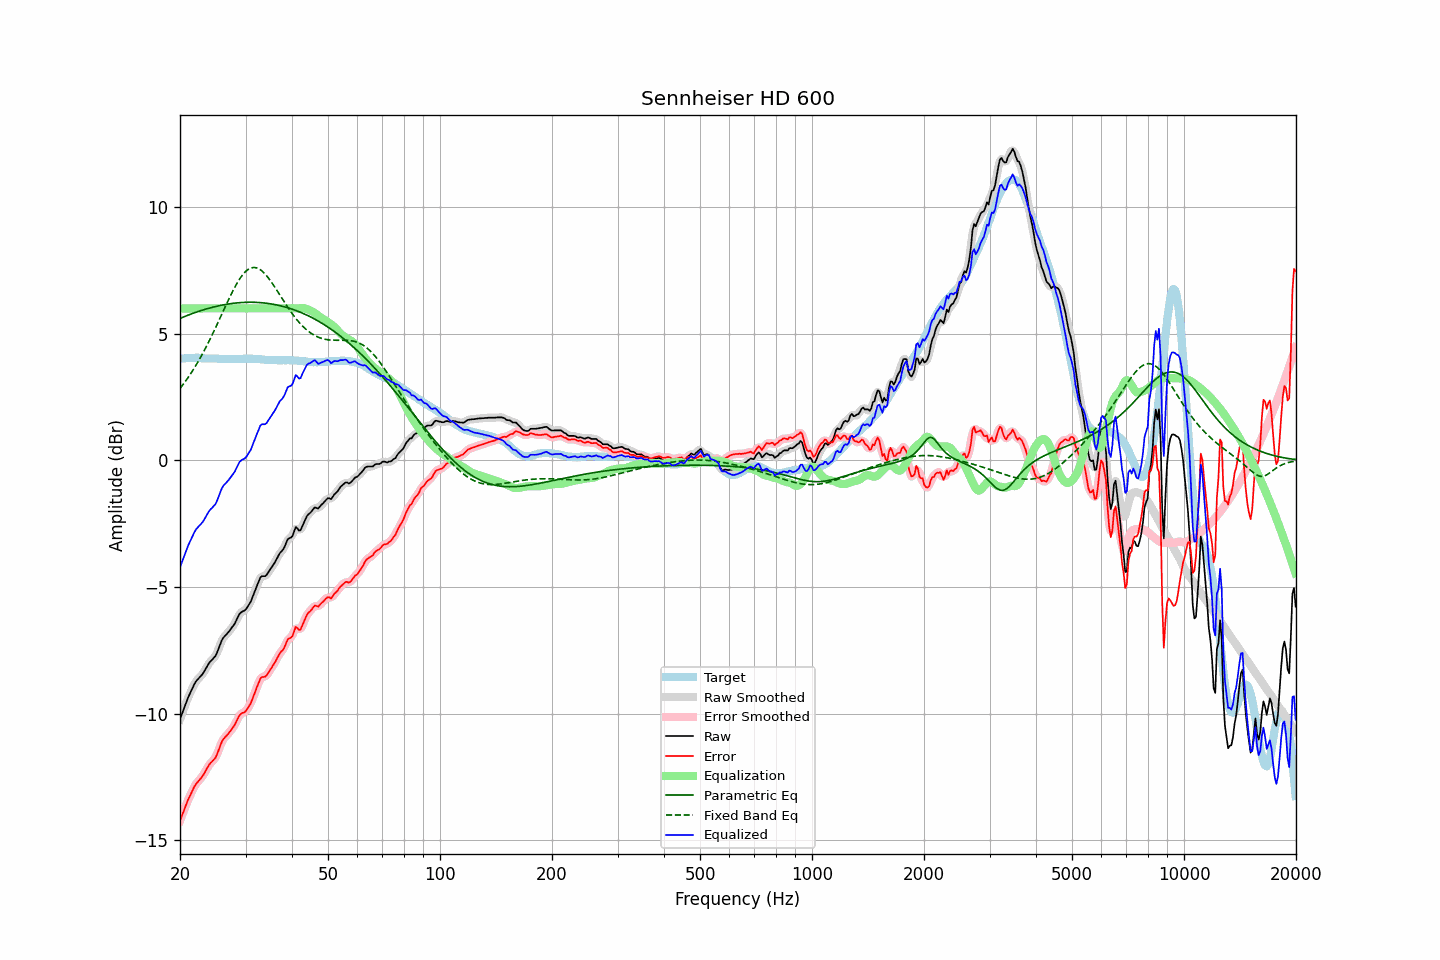 Sennheiser HD 600
Amplitude (dBr)
10
5
0
−5
−10
−15
Target
Raw Smoothed
Error Smoothed
Raw
Error
Equalization
Parametric Eq
Fixed Band Eq
Equalized
20 50 100 200 500 1000 2000 5000 10000 20000
Frequency (Hz)